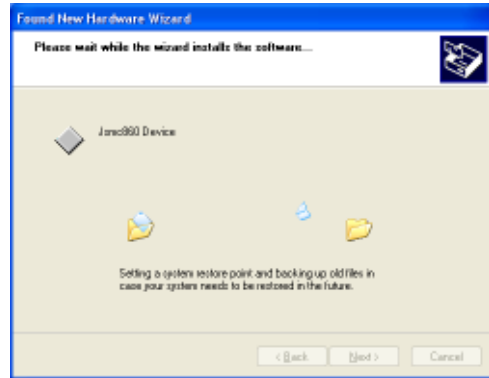 Found New Hardware Wizard
Please wait while the wizard installs the software...
Jsmc860 Device
Setting a system restore point and backing up old files in
case your system needs to be restored in the future.
< Back
Next >
Cancel